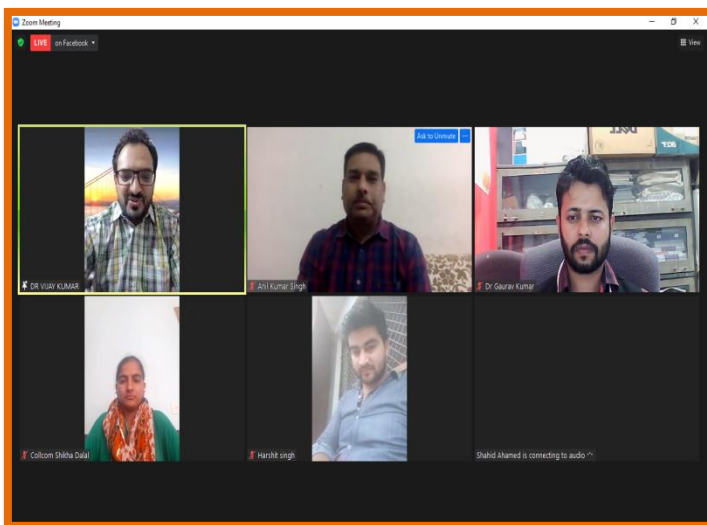 Zoom Meeting
LIVE on Facebook
View
Ask to Unmute
DELL
DR VIJAY KUMAR
Anil Kumar Singh
Dr Gaurav Kumar
Collcom Shikha Dalal
Harshit singh
Shahid Ahamed is connecting to audio